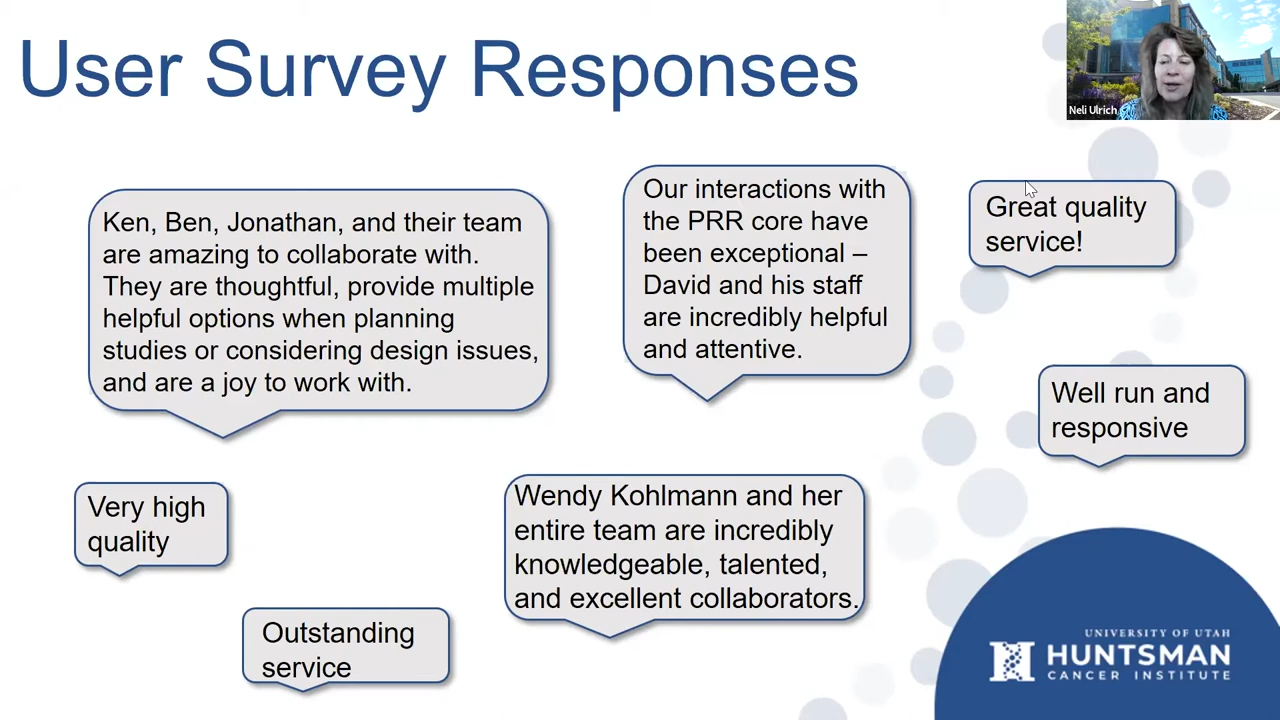 User Survey Responses
Neli Ulrich
Ken, Ben, Jonathan, and their team
are amazing to collaborate with.
They are thoughtful, provide multiple
helpful options when planning
studies or considering design issues,
and are a joy to work with.
Our interactions with
the PRR core have
been exceptional –
David and his staff
are incredibly helpful
and attentive.
Great quality
service!
Well run and
responsive
Very high
quality
Wendy Kohlmann and her
entire team are incredibly
knowledgeable, talented,
and excellent collaborators.
Outstanding
service
UNIVERSITY OF UTAH
HUNTSMAN
CANCER INSTITUTE